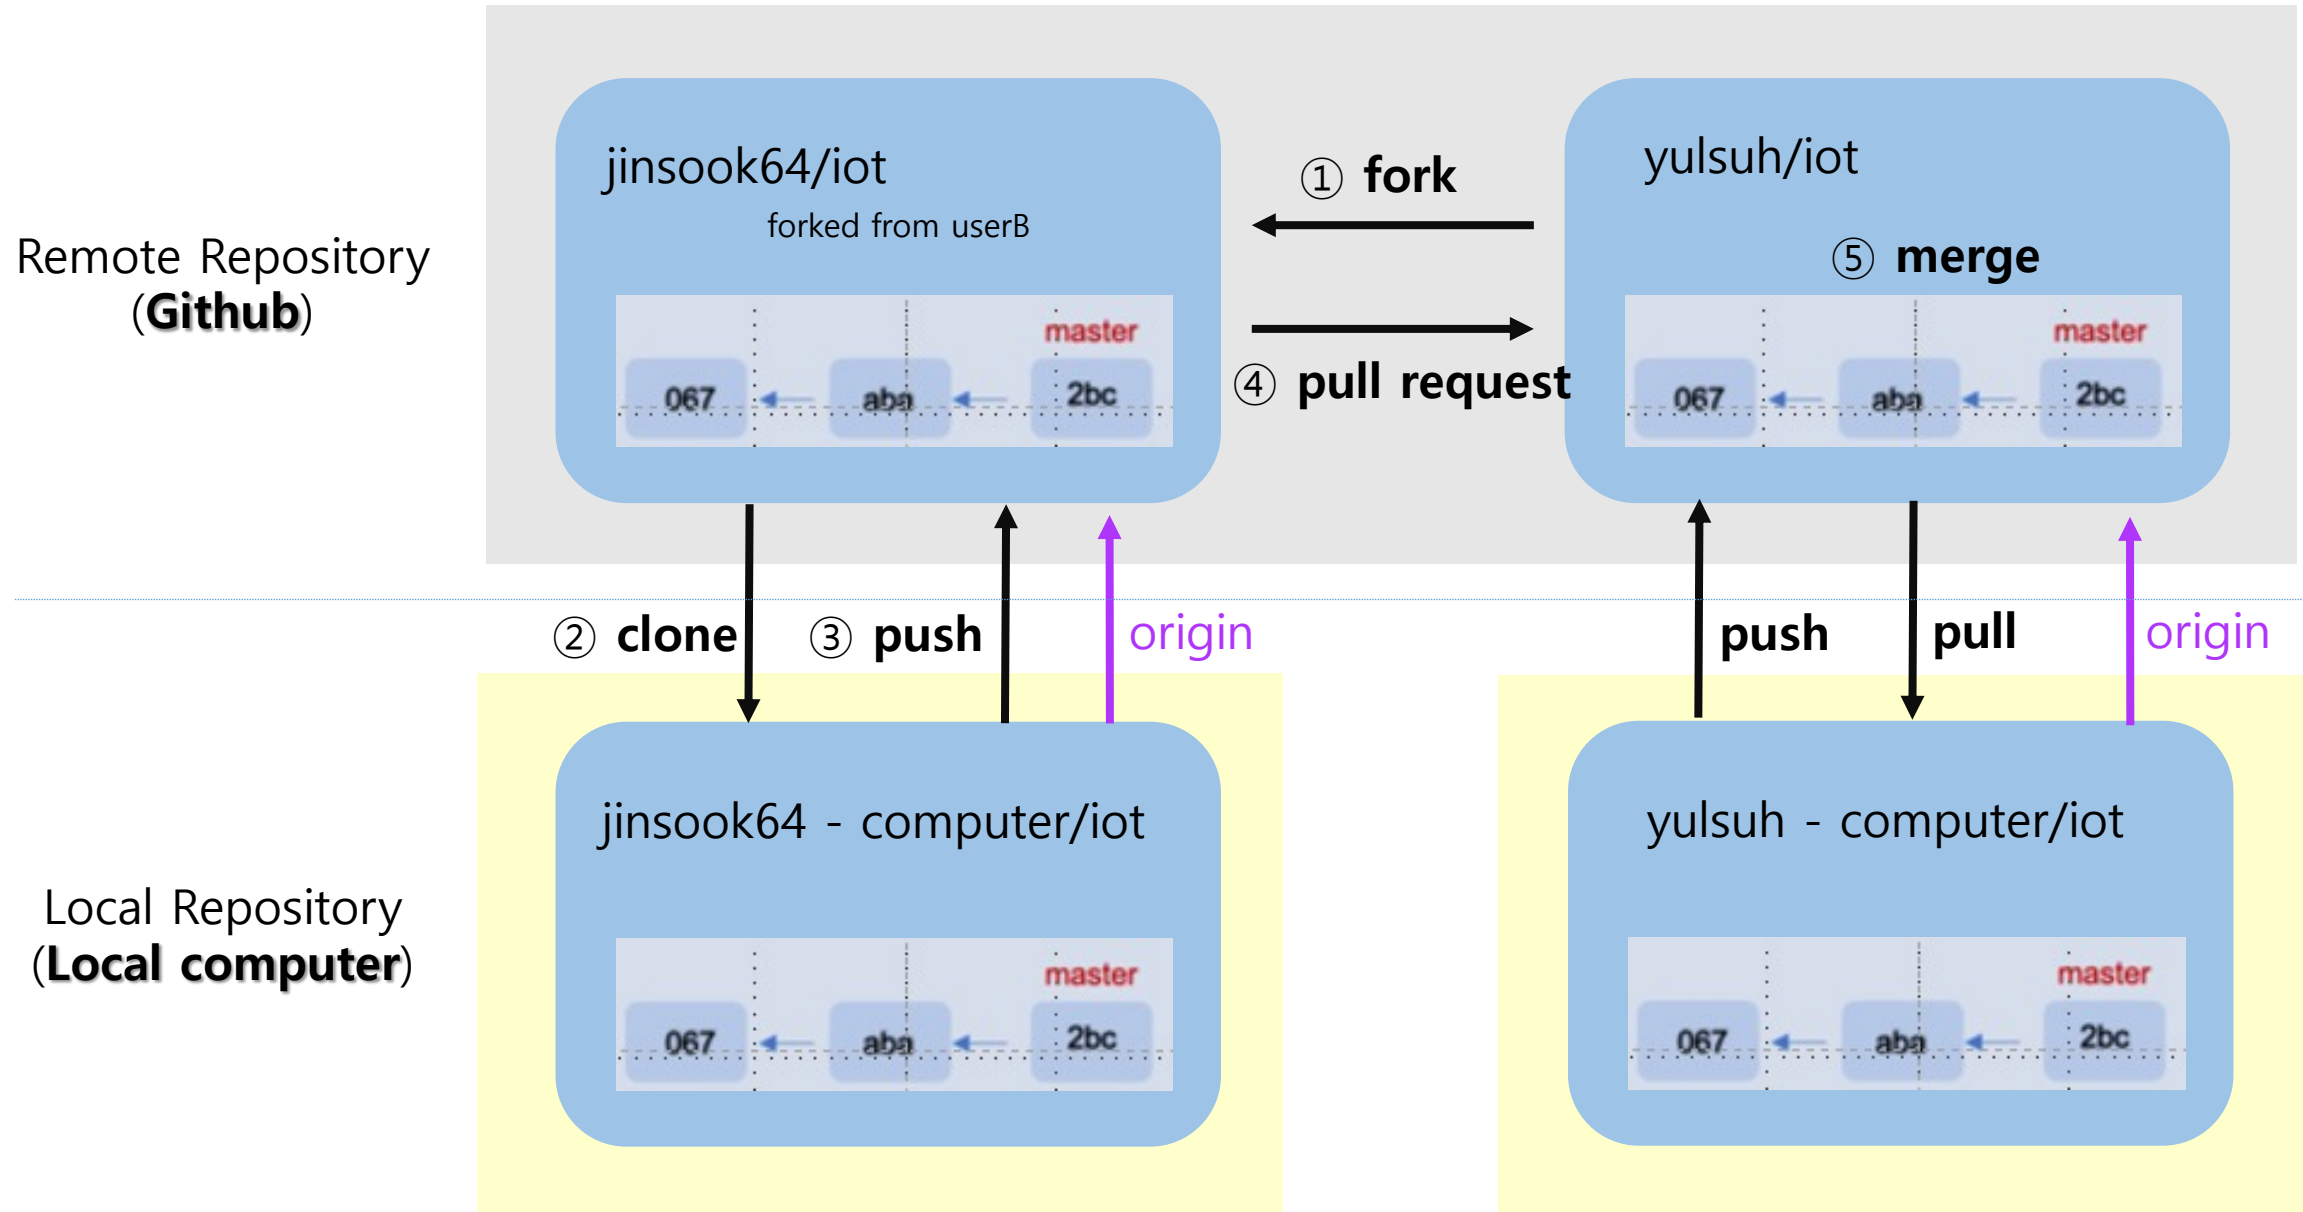 Remote Repository
(Github)
jinsook64/iot
forked from userB
master
067 aba 2bc
① fork
④ pull request
yulsuh/iot
⑤ merge
master
067 aba 2bc
② clone
③ push
origin
push
pull
origin
Local Repository
(Local computer)
jinsook64 - computer/iot
master
067 aba 2bc
yulsuh - computer/iot
master
067 aba 2bc